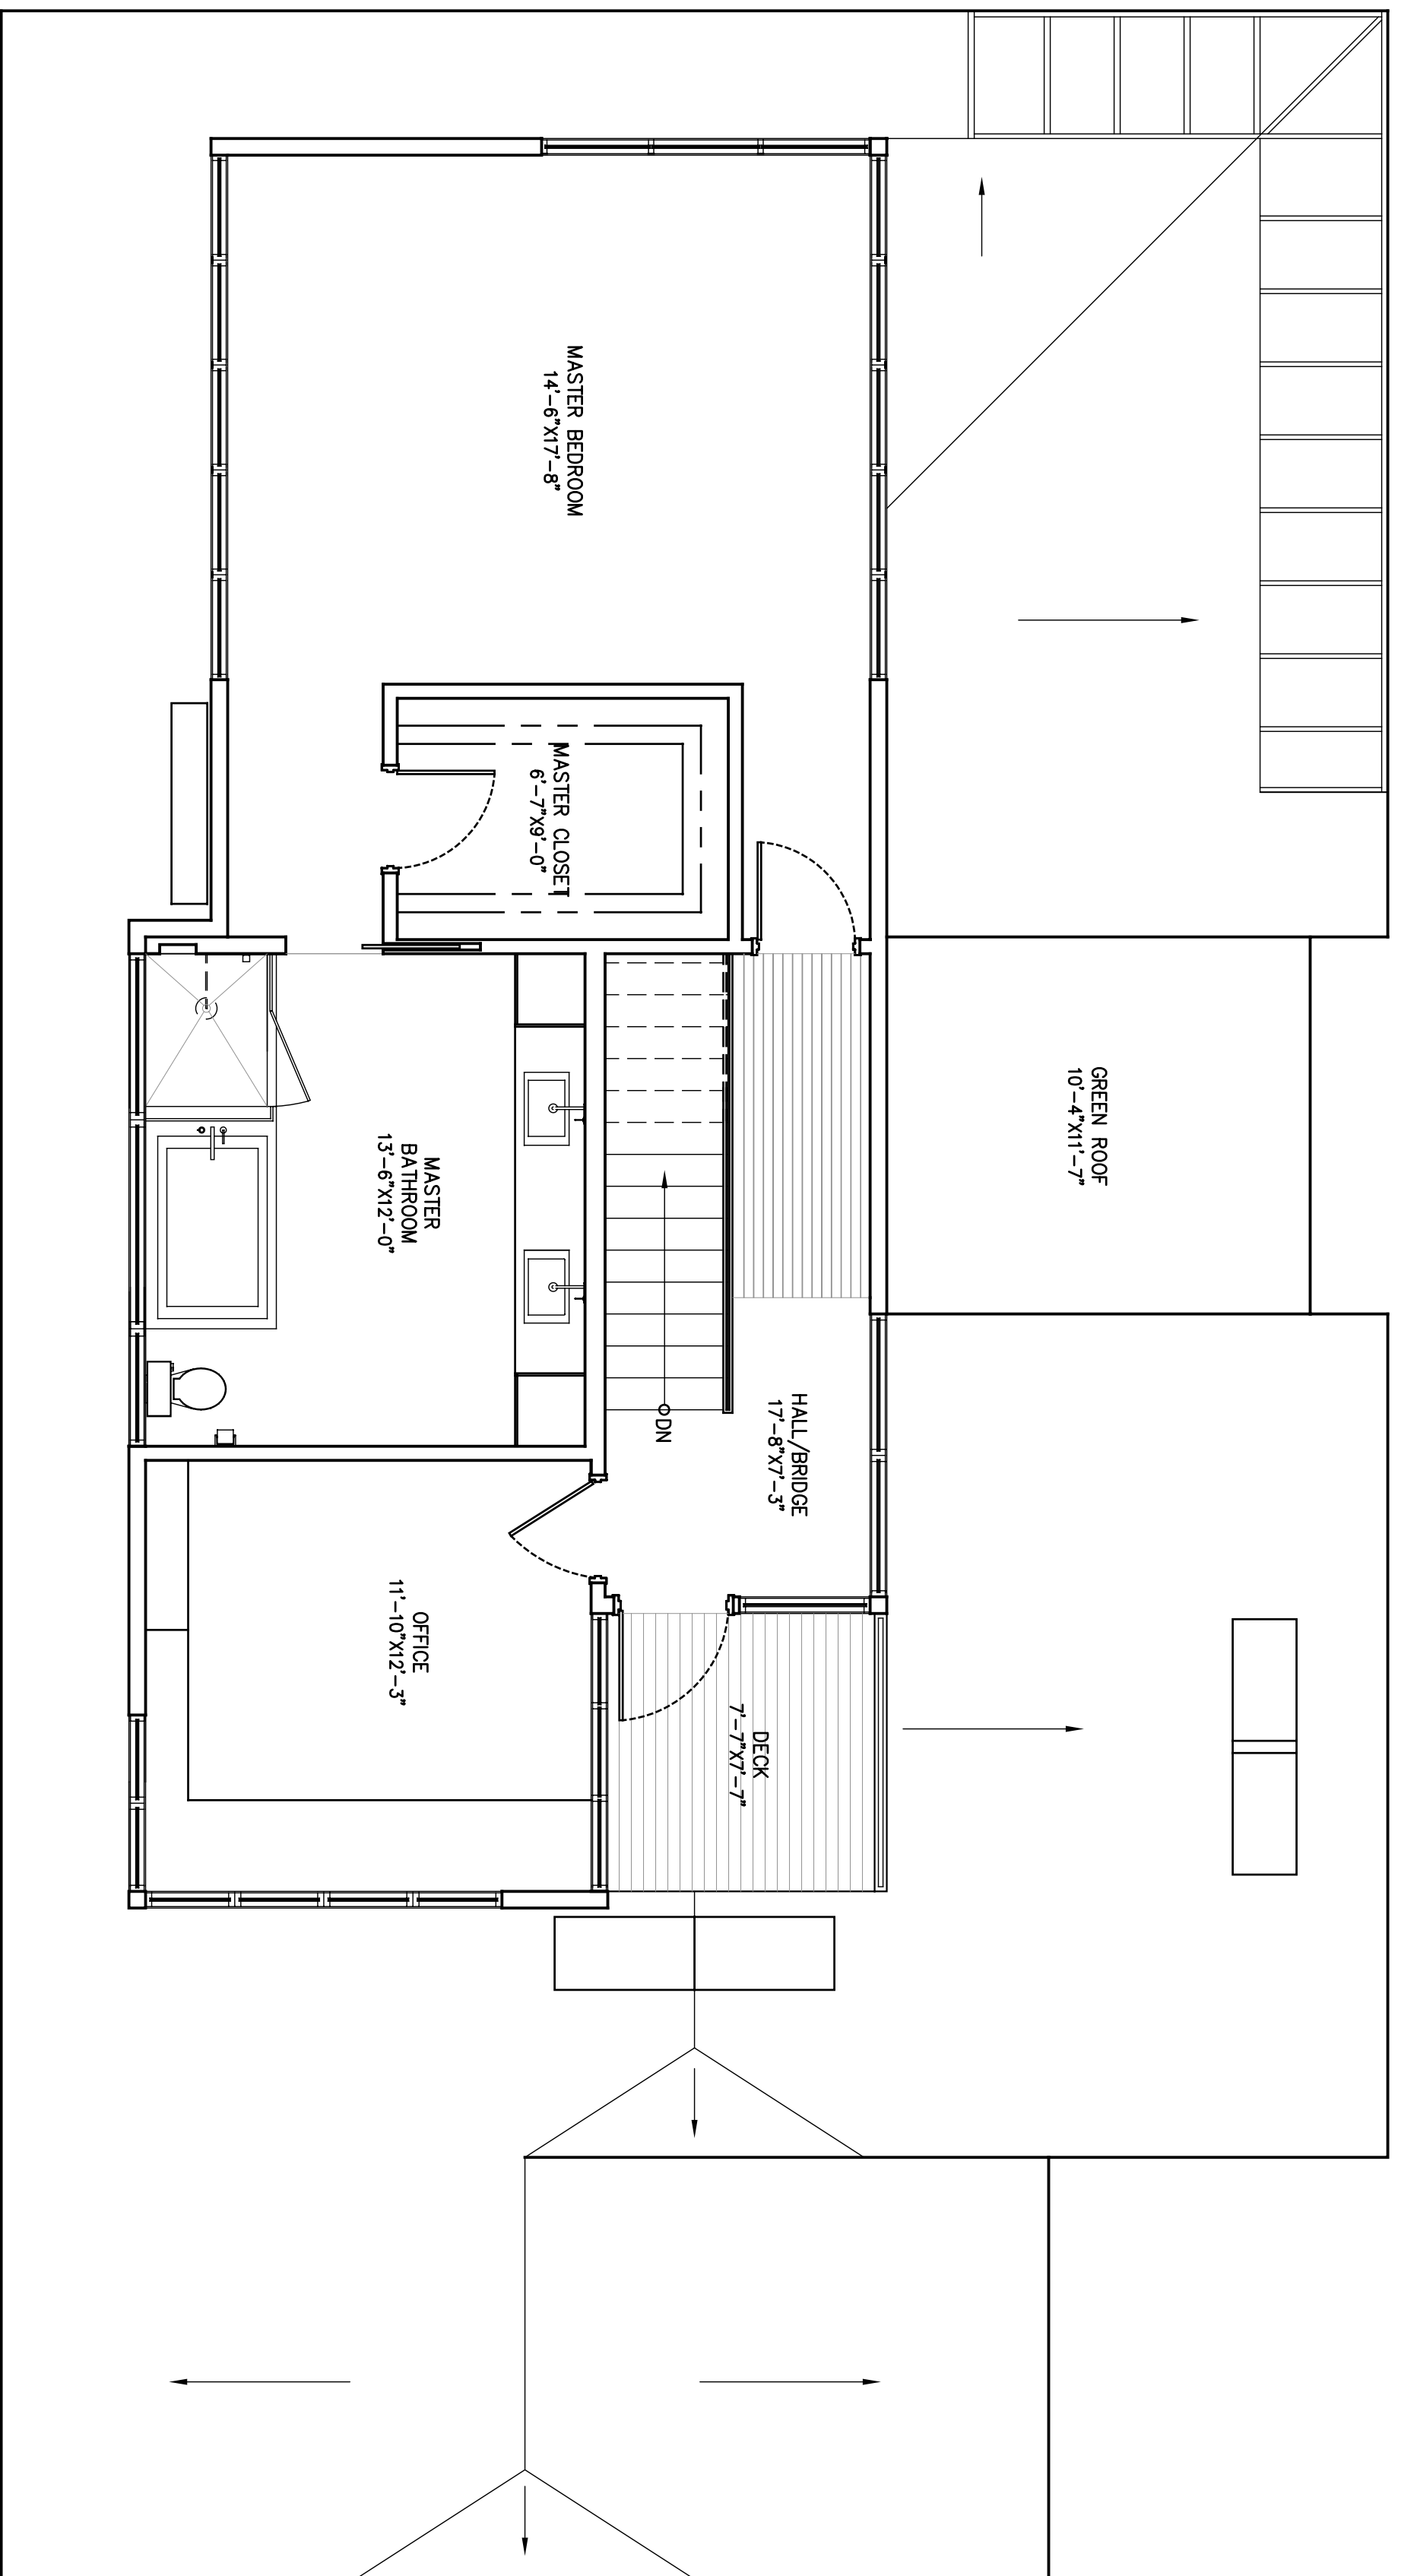 MASTER BEDROOM
14'-6"X17'-8"
MASTER CLOSET
6'-7"X9'-0"
GREEN ROOF
10'-4"X11'-7"
MASTER
BATHROOM
13'-6"X12'-0"
HALL/BRIDGE
17'-8"X7'-3"
DN
OFFICE
11'-10"X12'-3"
DECK
7'-7"X7'-7"